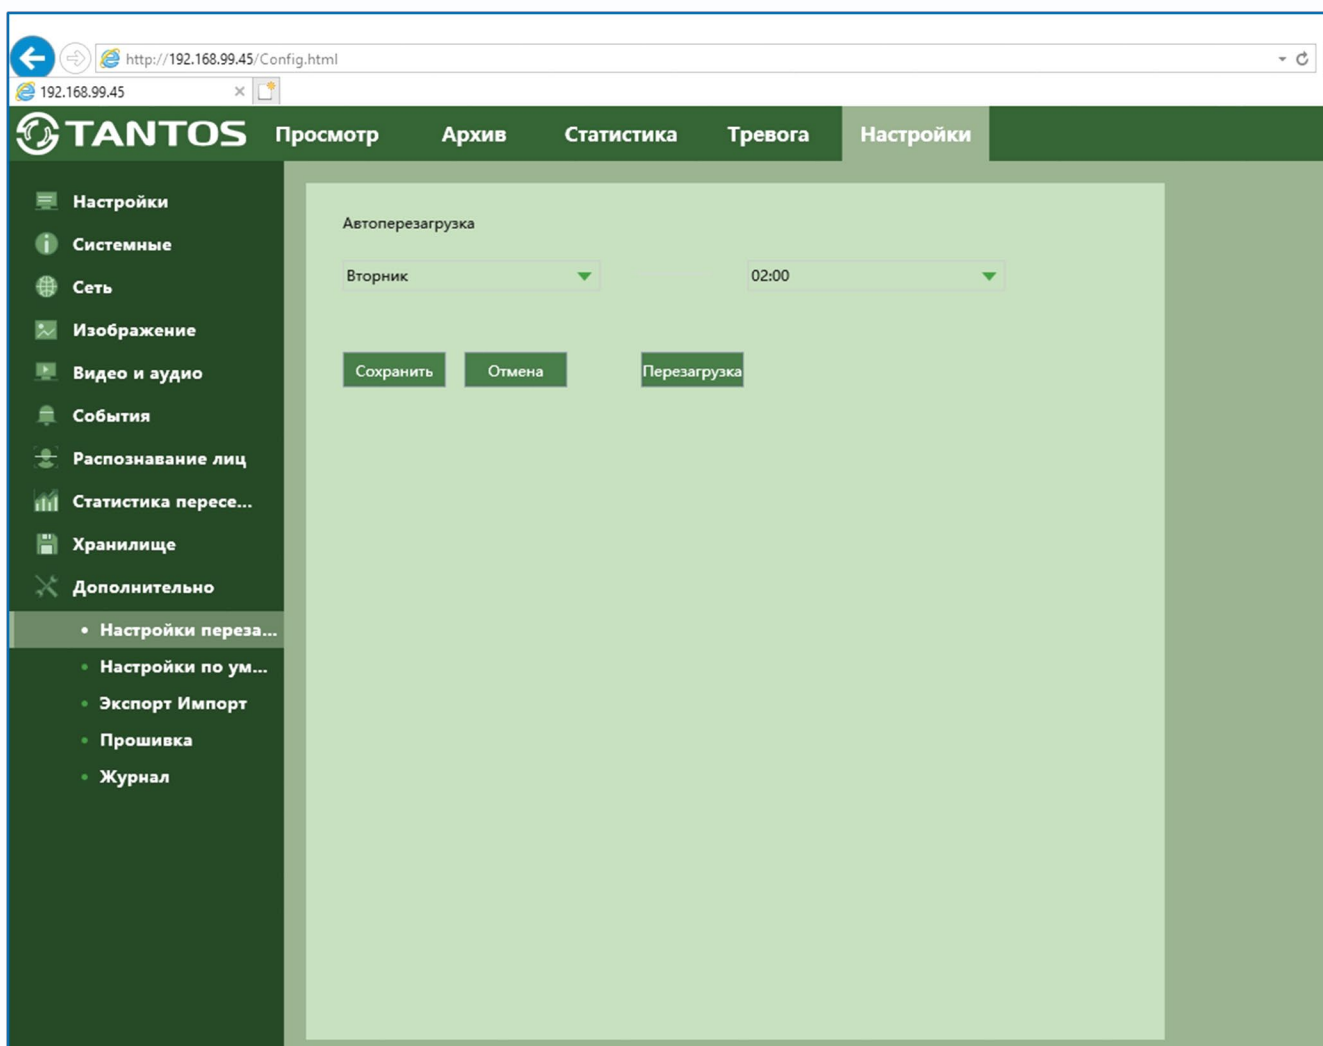 http://192.168.99.45/Config.html
192.168.99.45
TANTOS Просмотр Архив Статистика Тревога Настройки
Настройки
Системные
Сеть
Изображение
Видео и аудио
События
Распознавание лиц
Статистика пересе...
Хранилище
Дополнительно
Настройки переза...
Настройки по ум...
Экспорт Импорт
Прошивка
Журнал
Автоперезагрузка
Вторник 02:00
Сохранить Отмена Перезагрузка